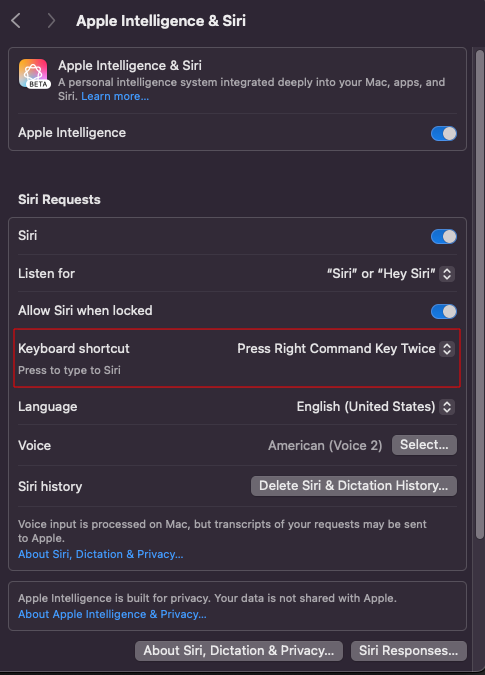 Apple Intelligence & Siri
Apple Intelligence & Siri
A personal intelligence system integrated deeply into your Mac, apps, and
Siri. Learn more...
BETA
Apple Intelligence
Siri Requests
Siri
Listen for “Siri” or “Hey Siri”
Allow Siri when locked
Keyboard shortcut Press Right Command Key Twice
Press to type to Siri
Language English (United States)
Voice American (Voice 2) Select...
Siri history Delete Siri & Dictation History...
Voice input is processed on Mac, but transcripts of your requests may be sent
to Apple.
About Siri, Dictation & Privacy...
Apple Intelligence is built for privacy. Your data is not shared with Apple.
About Apple Intelligence & Privacy...
About Siri, Dictation & Privacy... Siri Responses...